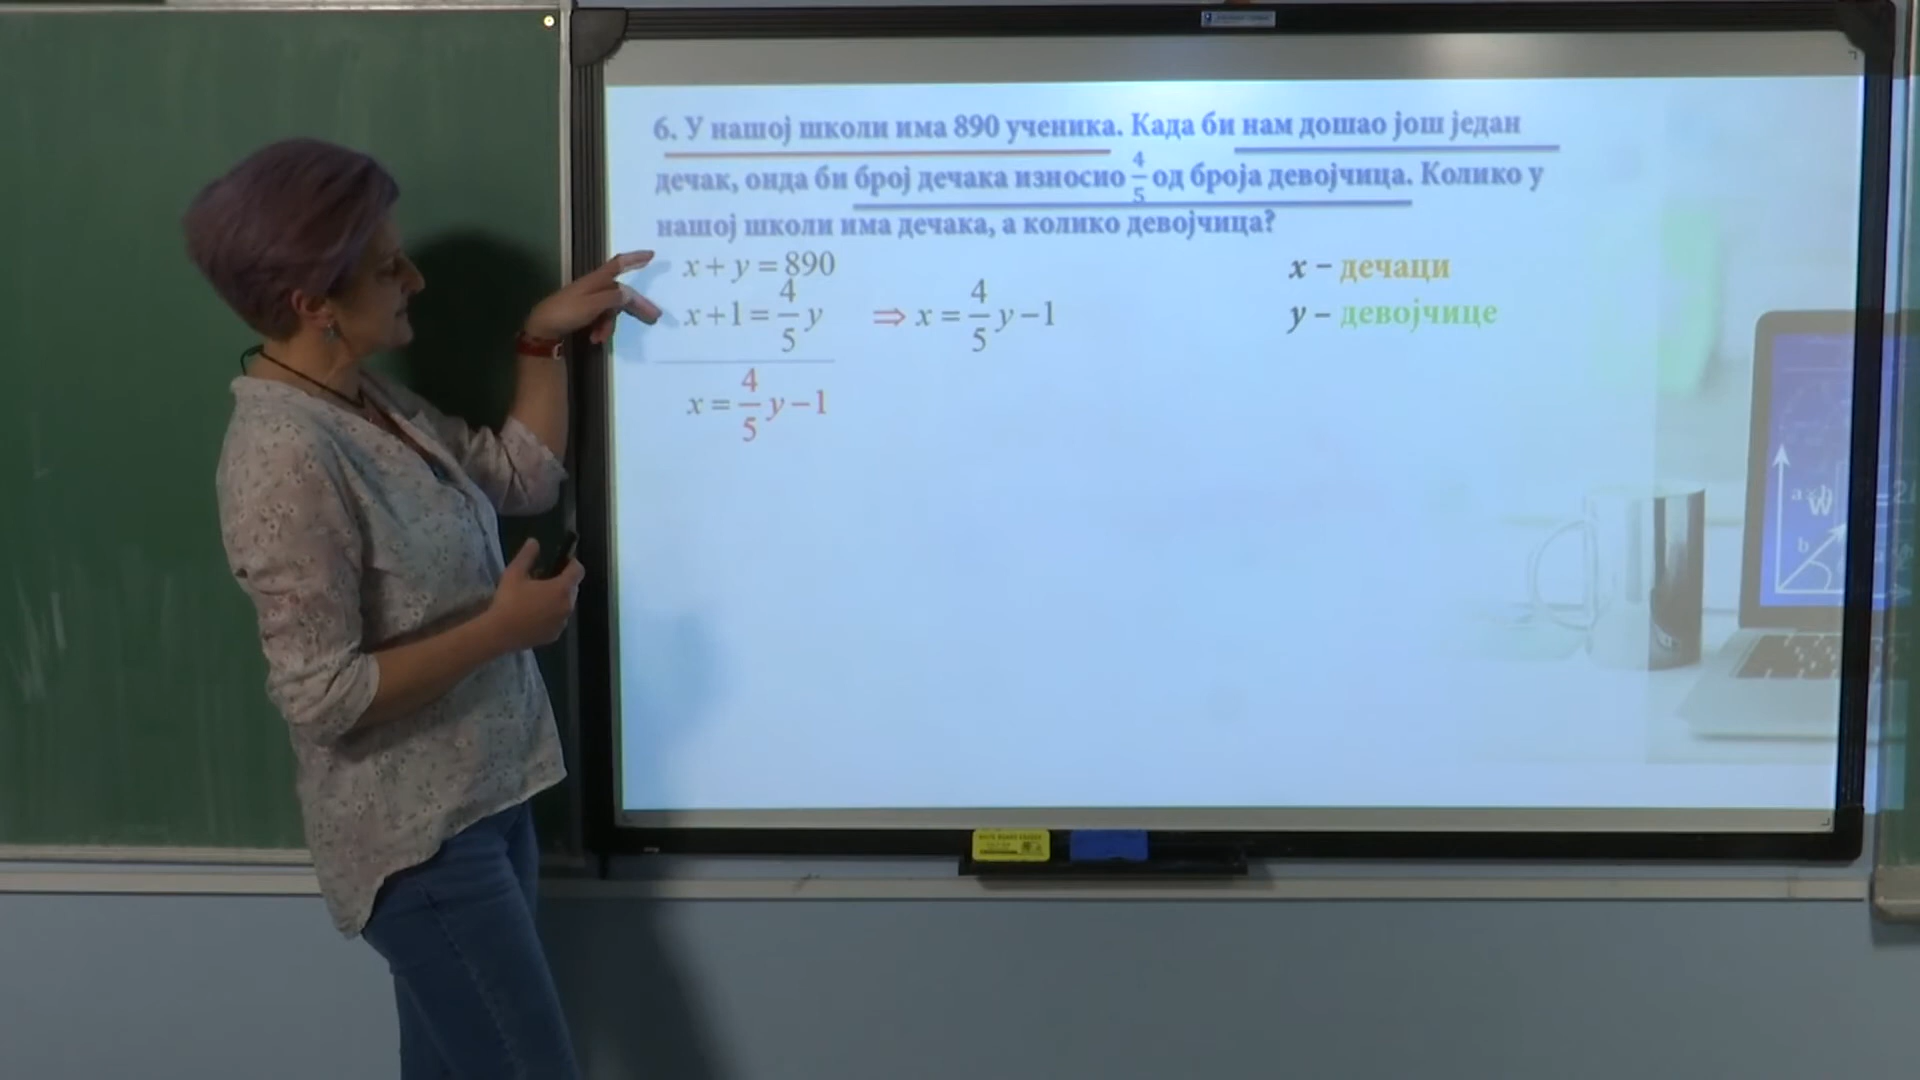 6. У нашој школи има 890 ученика. Када би нам дошао још један
дечак, онда би број дечака износио 4/5 од броја девојчица. Колико у
нашој школи има дечака, а колико девојчица?
x + y = 890
x − дечаци
x + 1 = 4/5 y ⇒ x = 4/5 y − 1
y − девојчице
x = 4/5 y − 1
W
b